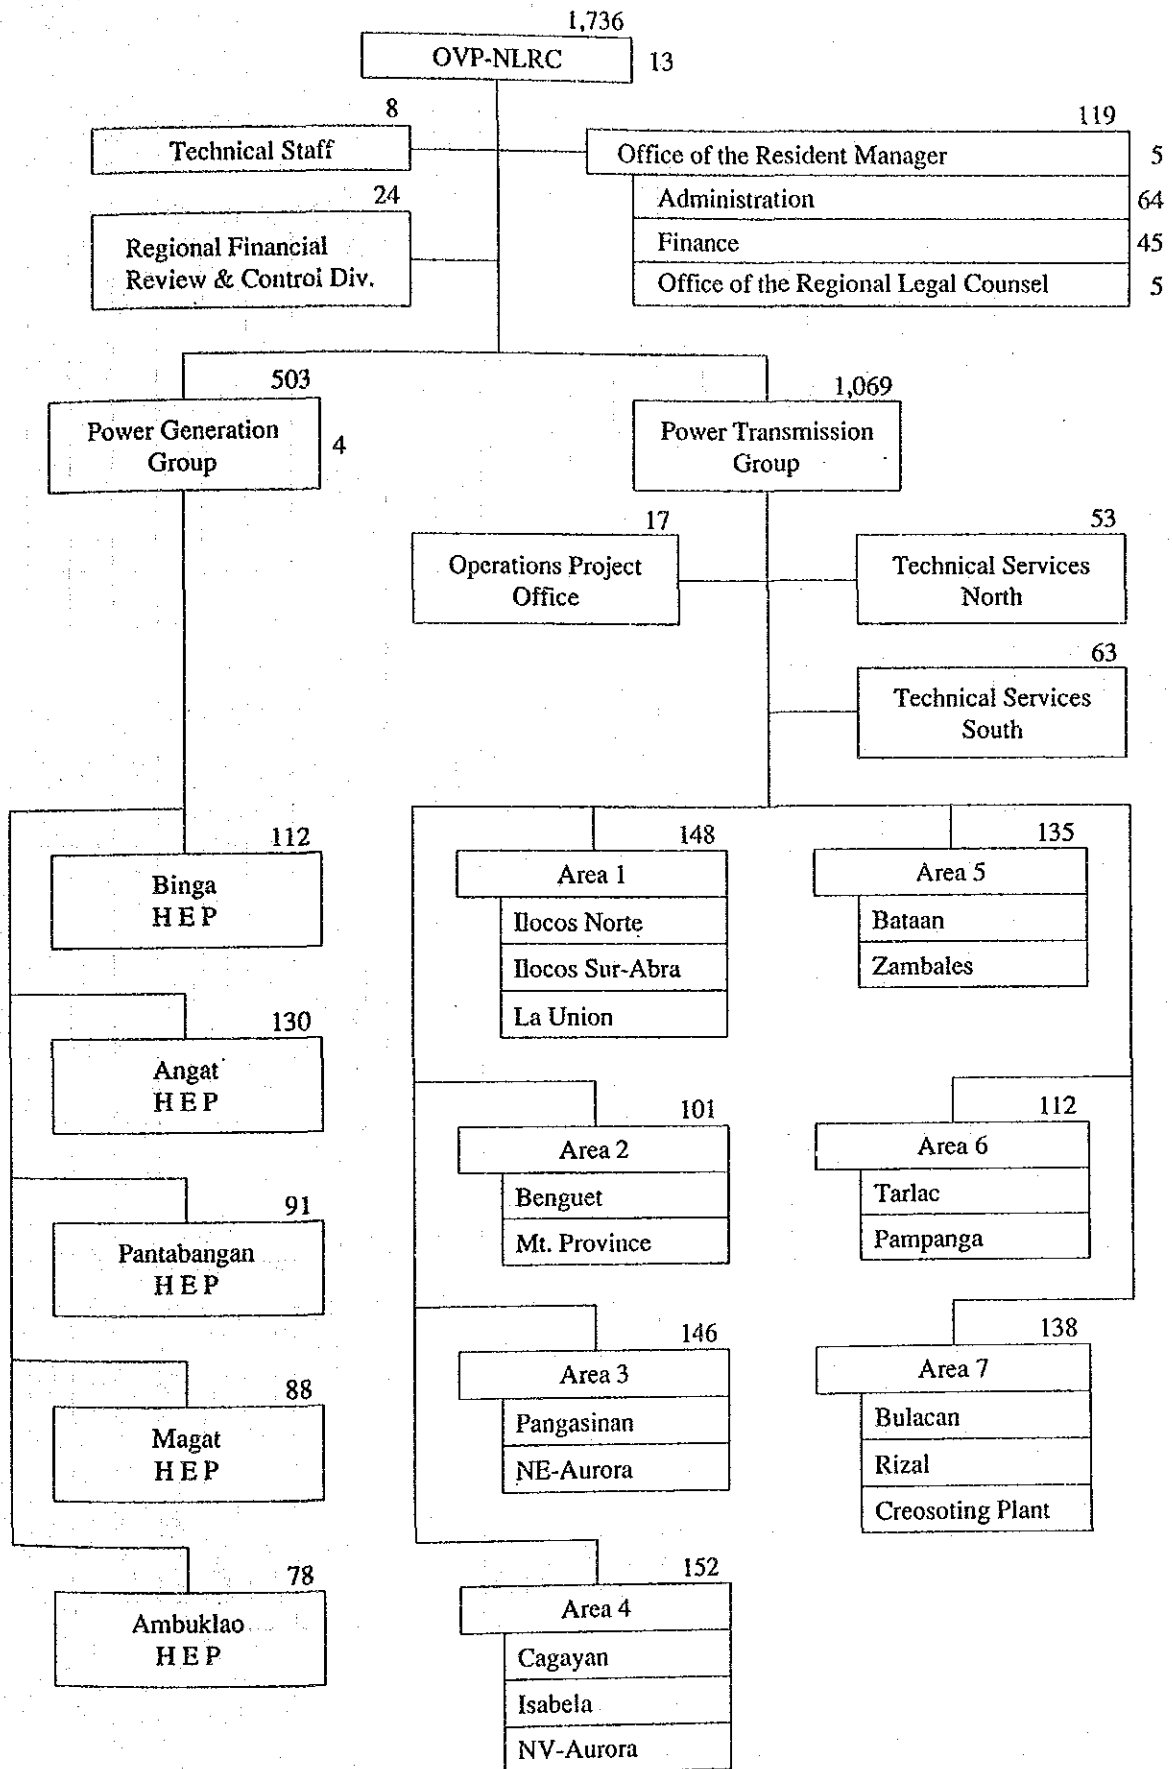 1,736
OVP-NLRC
13
8
Technical Staff
119
Office of the Resident Manager
5
Administration
64
Finance
45
Office of the Regional Legal Counsel
5
24
Regional Financial
Review & Control Div.
503
Power Generation
Group
4
1,069
Power Transmission
Group
17
Operations Project
Office
53
Technical Services
North
63
Technical Services
South
112
Binga
H E P
130
Angat
H E P
91
Pantabangan
H E P
88
Magat
H E P
78
Ambuklao
H E P
148
Area 1
Ilocos Norte
Ilocos Sur-Abra
La Union
101
Area 2
Benguet
Mt. Province
146
Area 3
Pangasinan
NE-Aurora
152
Area 4
Cagayan
Isabela
NV-Aurora
135
Area 5
Bataan
Zambales
112
Area 6
Tarlac
Pampanga
138
Area 7
Bulacan
Rizal
Creosoting Plant